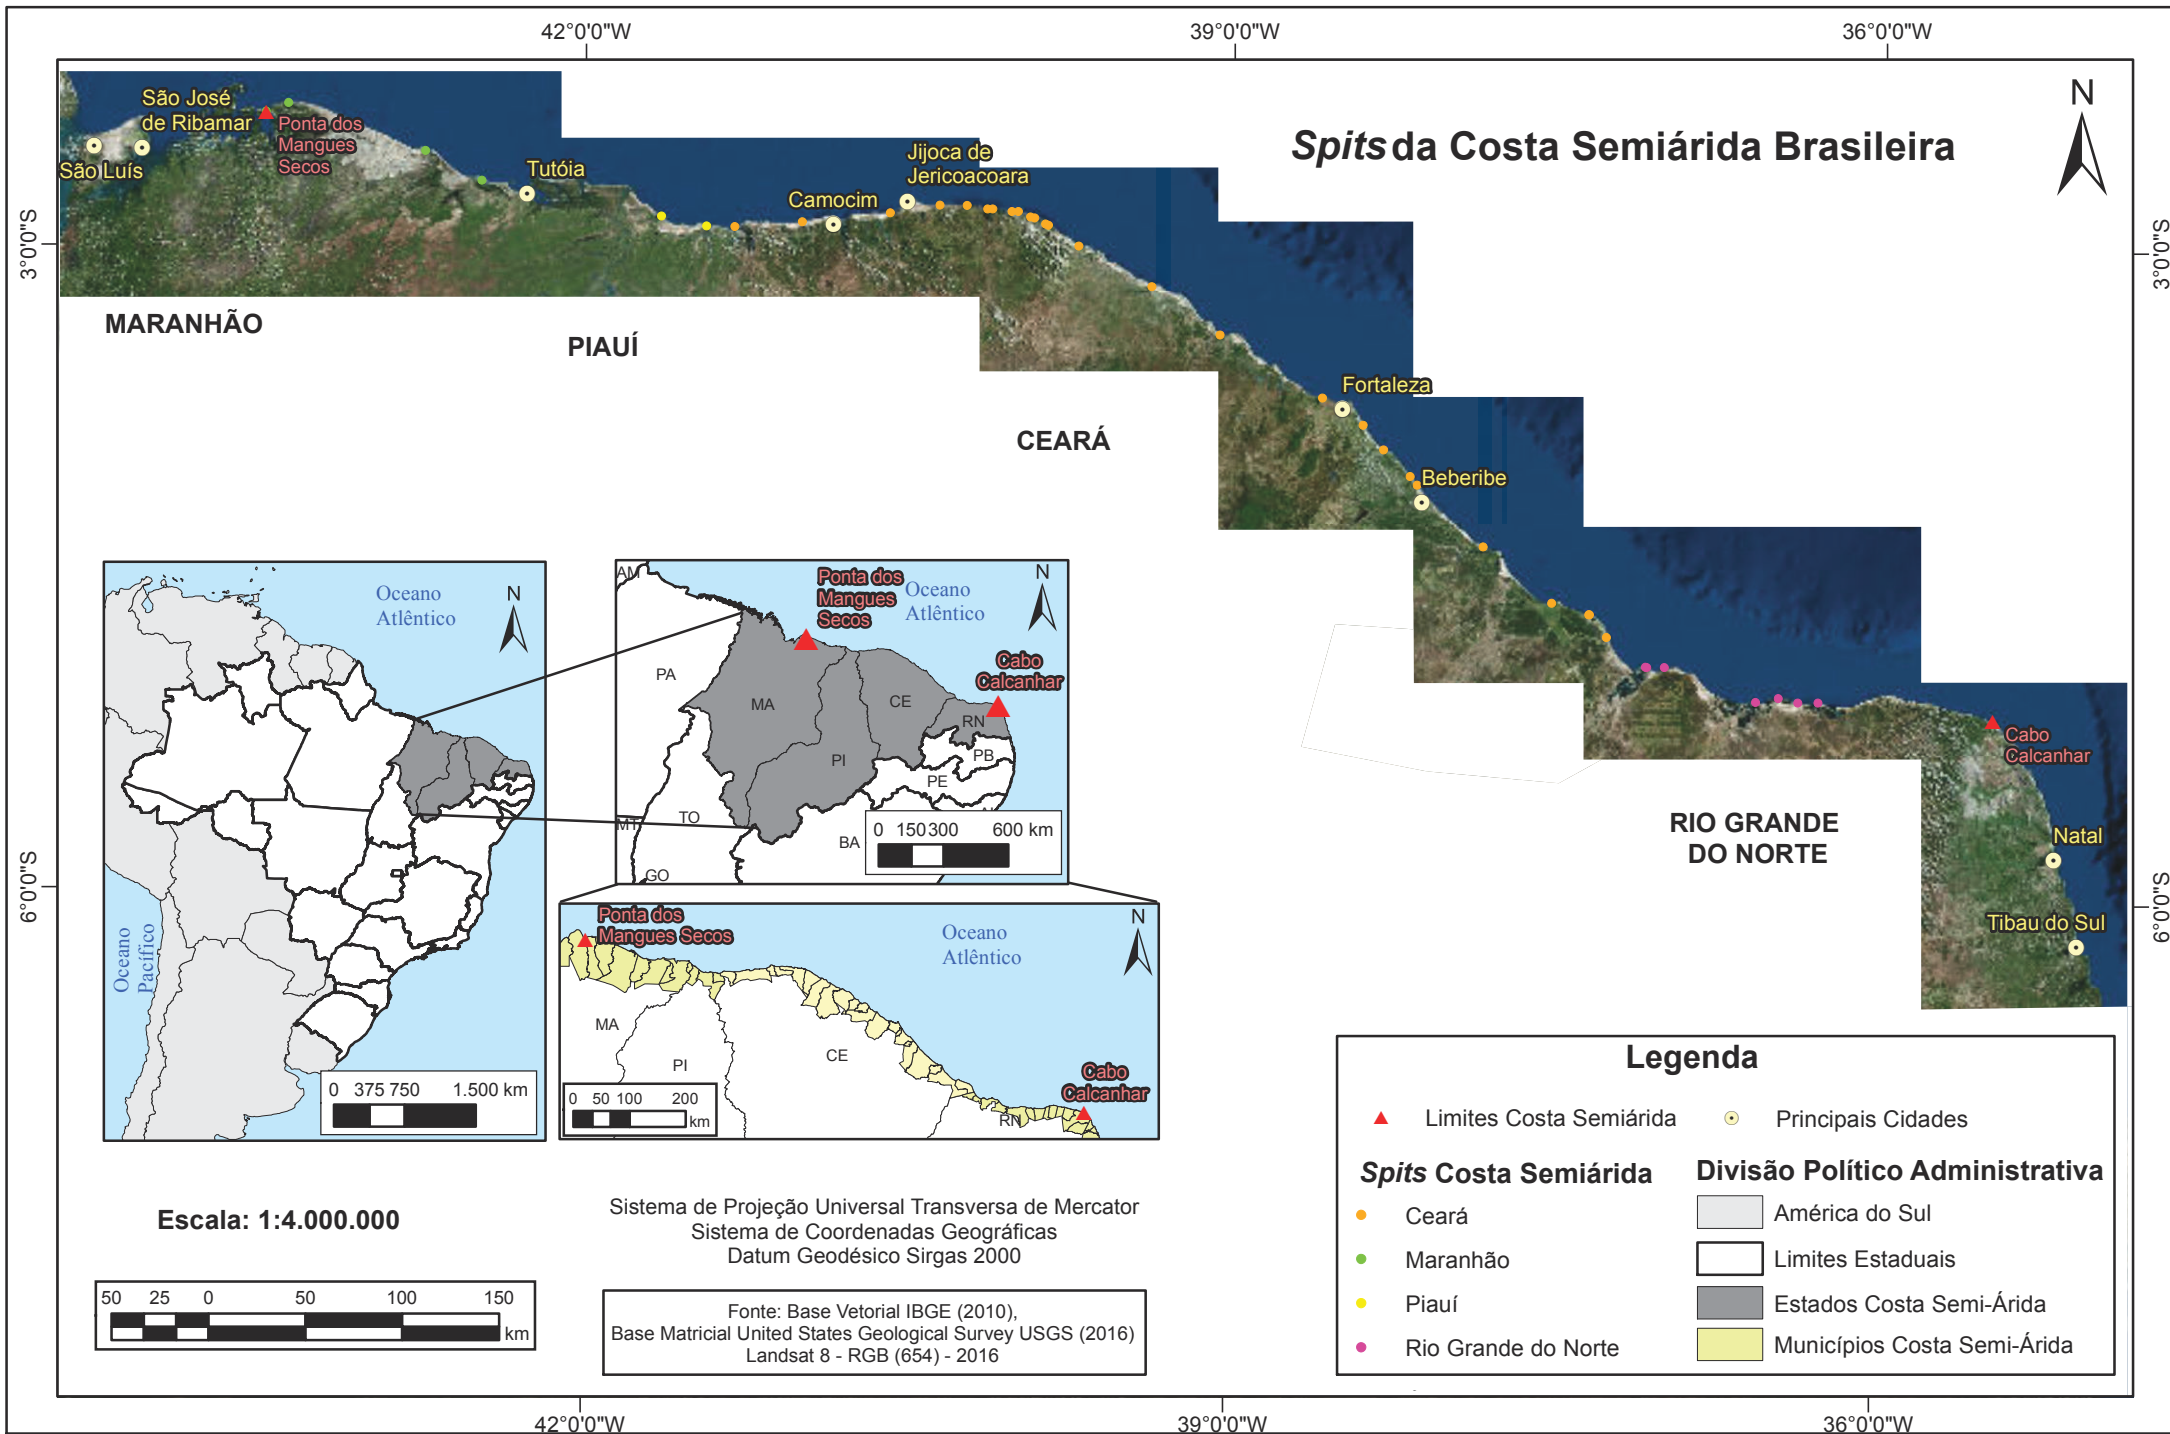 42°0'0"W
39°0'0"W
36°0'0"W
Spits da Costa Semiárida Brasileira
N
São José
de Ribamar
São Luís
Ponta dos
Mangues
Secos
Tutóia
Camocim
Jijoca de
Jericoacoara
3°0'0"S
3°0'0"S
MARANHÃO
PIAUÍ
CEARÁ
Fortaleza
Beberibe
Cabo
Calcanhar
RIO GRANDE
DO NORTE
Natal
Tibau do Sul
6°0'0"S
6°0'0"S
Oceano
Atlêntico
N
Oceano
Pacífico
0 375 750 1.500 km
AM
Ponta dos
Mangues
Secos
Oceano
Atlêntico
N
Cabo
Calcanhar
PA
MA
CE
RN
PI
PB
PE
TO
MT
BA
GO
0 150 300 600 km
Ponta dos
Mangues Secos
Oceano
Atlêntico
N
MA
PI
CE
RN
Cabo
Calcanhar
0 50 100 200
km
Escala: 1:4.000.000
50 25 0 50 100 150
km
Sistema de Projeção Universal Transversa de Mercator
Sistema de Coordenadas Geográficas
Datum Geodésico Sirgas 2000
Fonte: Base Vetorial IBGE (2010),
Base Matricial United States Geological Survey USGS (2016)
Landsat 8 - RGB (654) - 2016
Legenda
Limites Costa Semiárida
Principais Cidades
Spits Costa Semiárida
Ceará
Maranhão
Piauí
Rio Grande do Norte
Divisão Político Administrativa
América do Sul
Limites Estaduais
Estados Costa Semi-Árida
Municípios Costa Semi-Árida
42°0'0"W
39°0'0"W
36°0'0"W